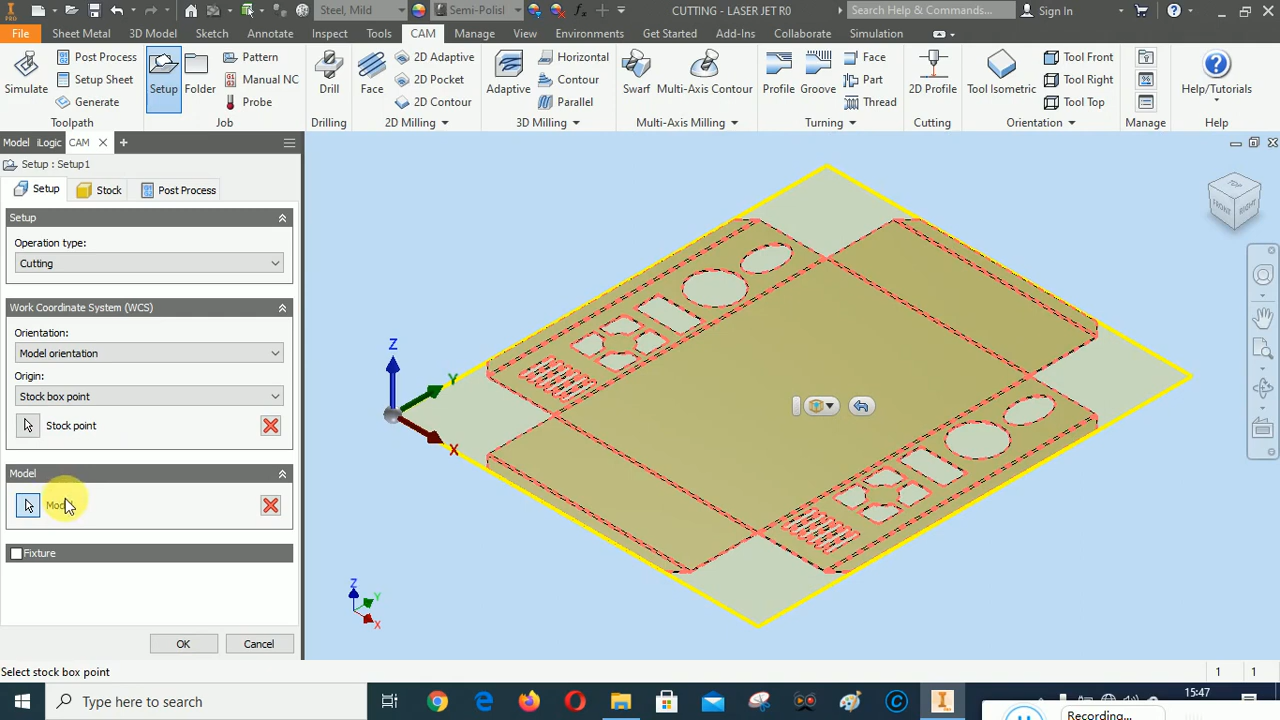 PRO
Steel, Mild
Semi-Polisl
CUTTING - LASER JET R0
Search Help & Commands...
Sign In
File Sheet Metal 3D Model Sketch Annotate Inspect Tools CAM Manage View Environments Get Started Add-Ins Collaborate Simulation
Simulate
Post Process
Setup Sheet
Generate
Setup
Folder
Pattern
Manual NC
Probe
Drill
Face
2D Adaptive
2D Pocket
2D Contour
Adaptive
Horizontal
Contour
Parallel
Swarf
Multi-Axis Contour
Profile
Groove
Face
Part
Thread
2D PROFILE
Tool Isometric
Tool Front
Tool Right
Tool Top
Help/Tutorials
Toolpath Job Drilling 2D Milling 3D Milling Multi-Axis Milling Turning Cutting Orientation Manage Help
Model iLogic CAM × +
Setup : Setup1
Setup Stock Post Process
Setup
Operation type:
Cutting
Work Coordinate System (WCS)
Orientation:
Model orientation
Origin:
Stock box point
Stock point
Model
Fixture
OK Cancel
Z
Y
X
Z
Y
X
TOP
FRONT
RIGHT
Select stock box point
1 1
Type here to search
15:47
Recording...